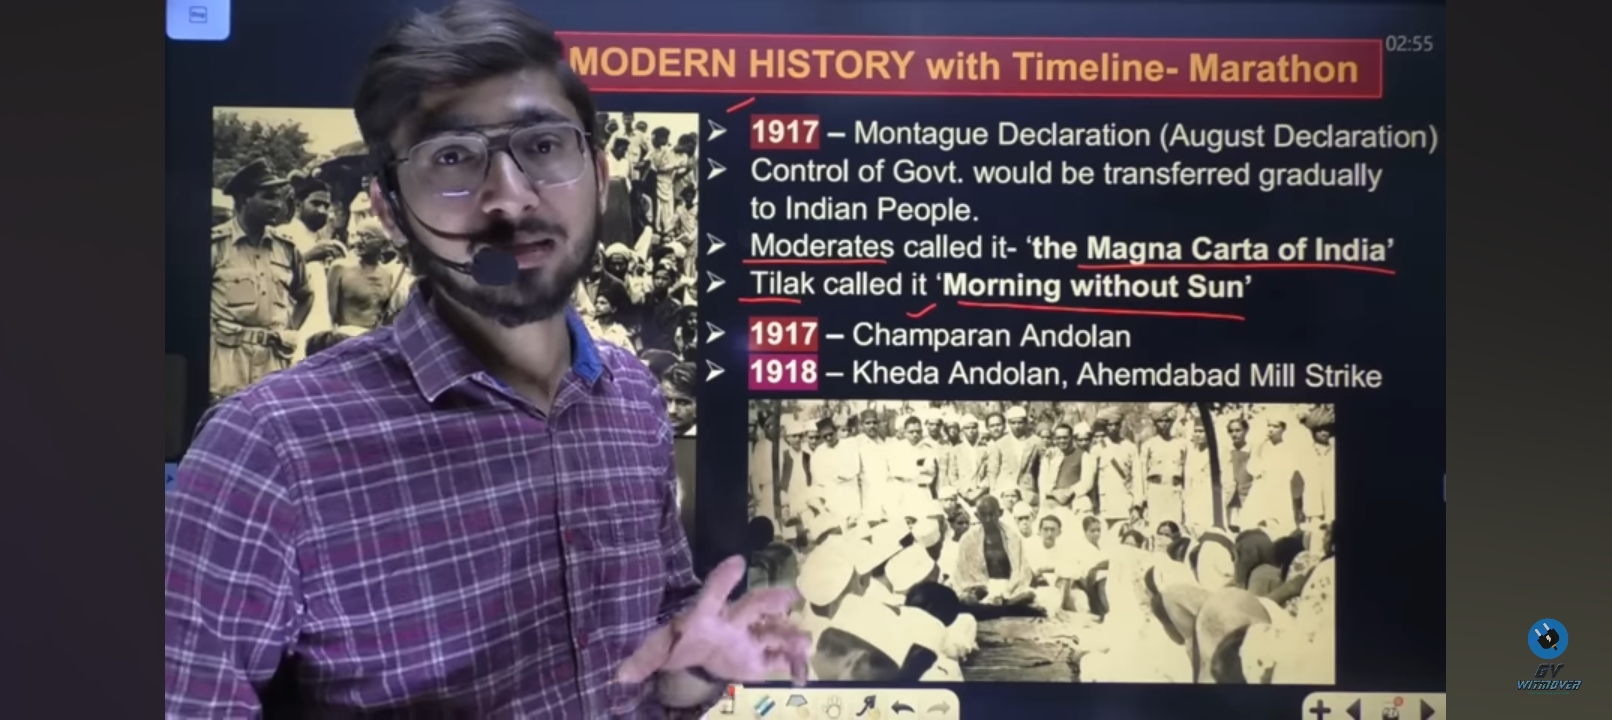 MODERN HISTORY with Timeline- Marathon
02:55
➤ 1917 – Montague Declaration (August Declaration)
➤ Control of Govt. would be transferred gradually
to Indian People.
➤ Moderates called it- ‘the Magna Carta of India’
➤ Tilak called it ‘Morning without Sun’
➤ 1917 – Champaran Andolan
➤ 1918 – Kheda Andolan, Ahemdabad Mill Strike
GV
WITMOVER